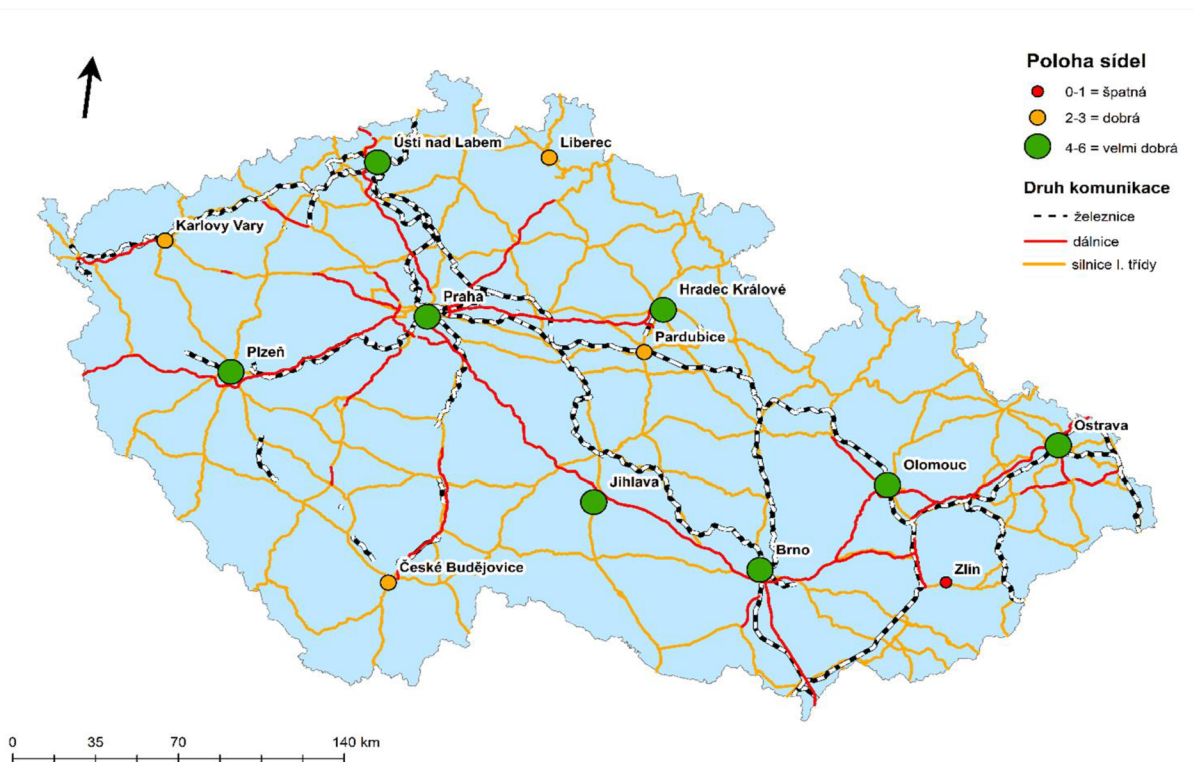 Poloha sídel
0-1 = špatná
2-3 = dobrá
4-6 = velmi dobrá
Druh komunikace
železnice
dálnice
silnice I. třídy
Ústí nad Labem
Liberec
Karlovy Vary
Praha
Hradec Králové
Pardubice
Plzeň
Ostrava
Olomouc
Jihlava
Brno
České Budějovice
Zlín
0 35 70 140 km